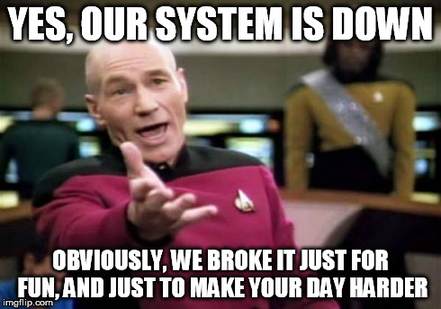 YES, OUR SYSTEM IS DOWN
OBVIOUSLY, WE BROKE IT JUST FOR
FUN, AND JUST TO MAKE YOUR DAY HARDER
imgflip.com